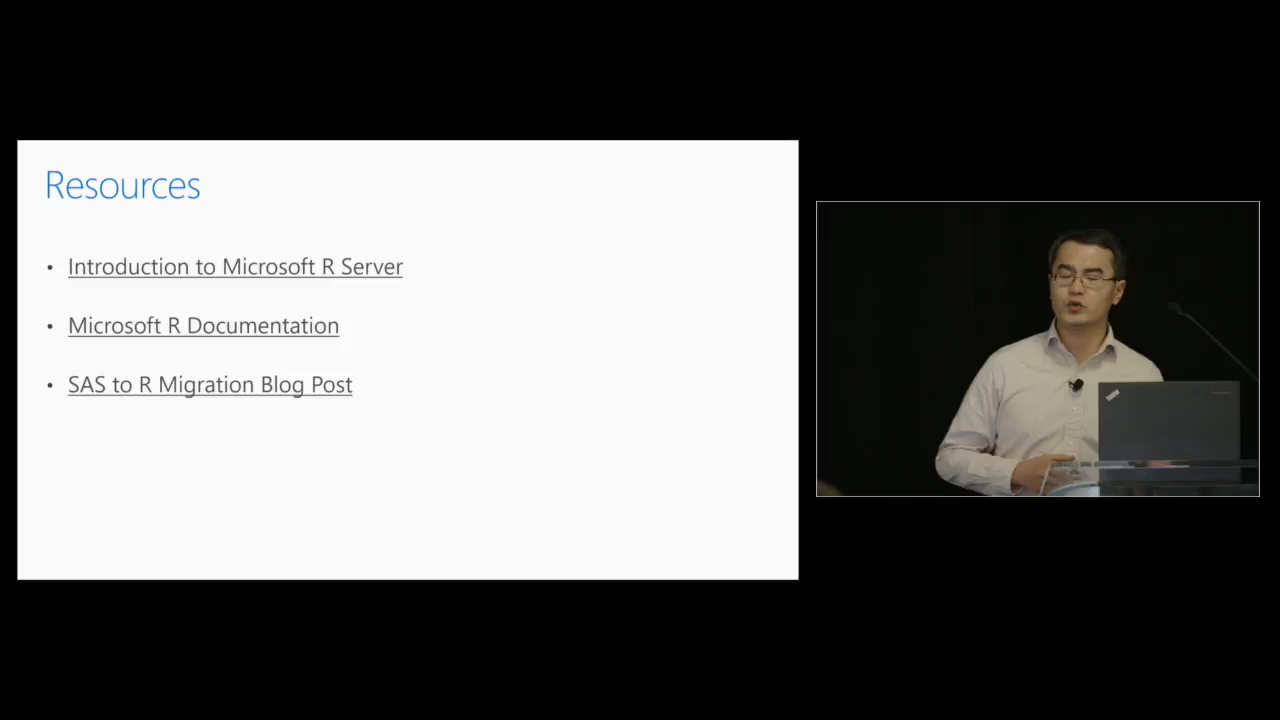 Resources
• Introduction to Microsoft R Server
• Microsoft R Documentation
• SAS to R Migration Blog Post